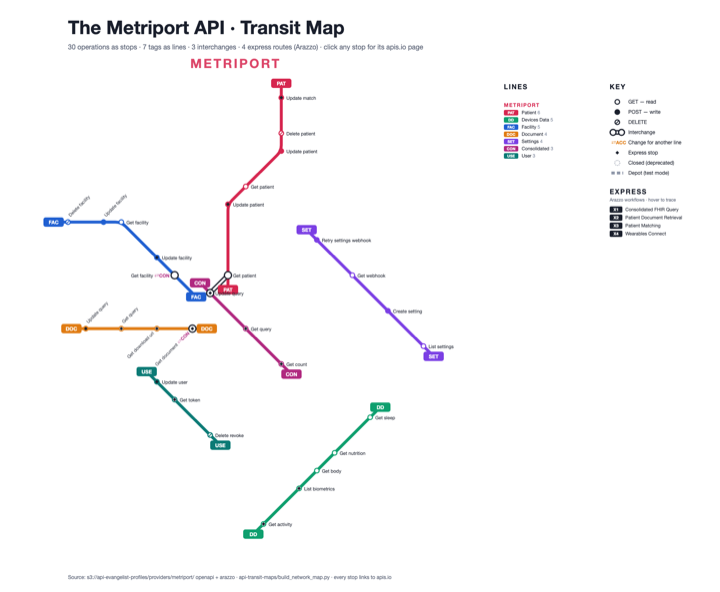 The Metriport API · Transit Map
30 operations as stops · 7 tags as lines · 3 interchanges · 4 express routes (Arazzo) · click any stop for its apis.io page
METRIPORT
PAT
Update match
Delete patient
Update patient
Get patient
Update patient
Get patient
PAT
FAC
Delete facility
Update facility
Get facility
Update facility
Get facility
CON
CON
FAC
SET
Retry settings webhook
Get webhook
Create setting
List settings
SET
DOC
Update query
Get query
Get download url
Get document
CON
DOC
Get query
Get count
CON
USE
Update user
Get token
Delete revoke
USE
DD
Get sleep
Get nutrition
Get body
List biometrics
Get activity
DD
LINES
METRIPORT
PAT Patient 6
DD Devices Data 5
FAC Facility 5
DOC Document 4
SET Settings 4
CON Consolidated 3
USE User 3
KEY
GET — read
POST — write
DELETE
Interchange
ACC Change for another line
Express stop
Closed (deprecated)
Depot (test mode)
EXPRESS
Arazzo workflows · hover to trace
X1 Consolidated FHIR Query
X2 Patient Document Retrieval
X3 Patient Matching
X4 Wearables Connect
Source: s3://api-evangelist-profiles/providers/metriport/ openapi + arazzo · api-transit-maps/build_network_map.py · every stop links to apis.io